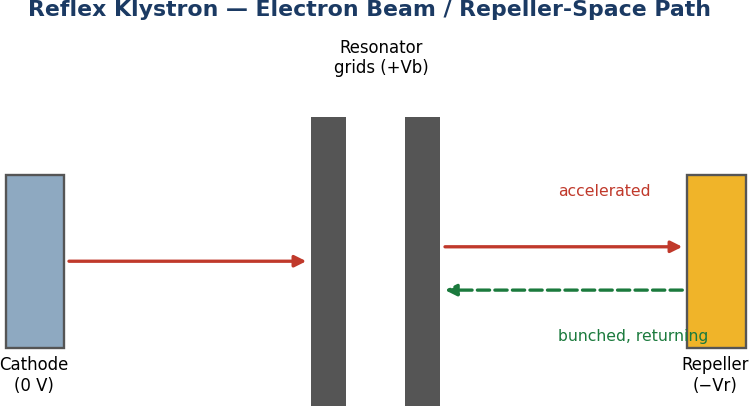 Reflex Klystron — Electron Beam / Repeller-Space Path
Resonator
grids (+Vb)
accelerated
bunched, returning
Cathode
(0 V)
Repeller
(−Vr)